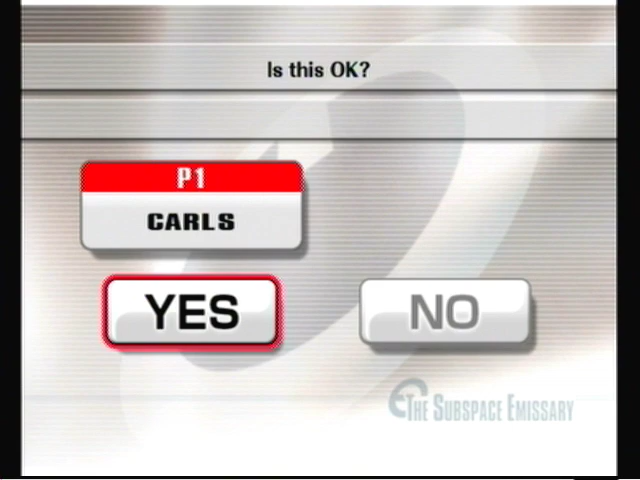 Is this OK?
P1
CARLS
YES
NO
THE SUBSPACE EMISSARY